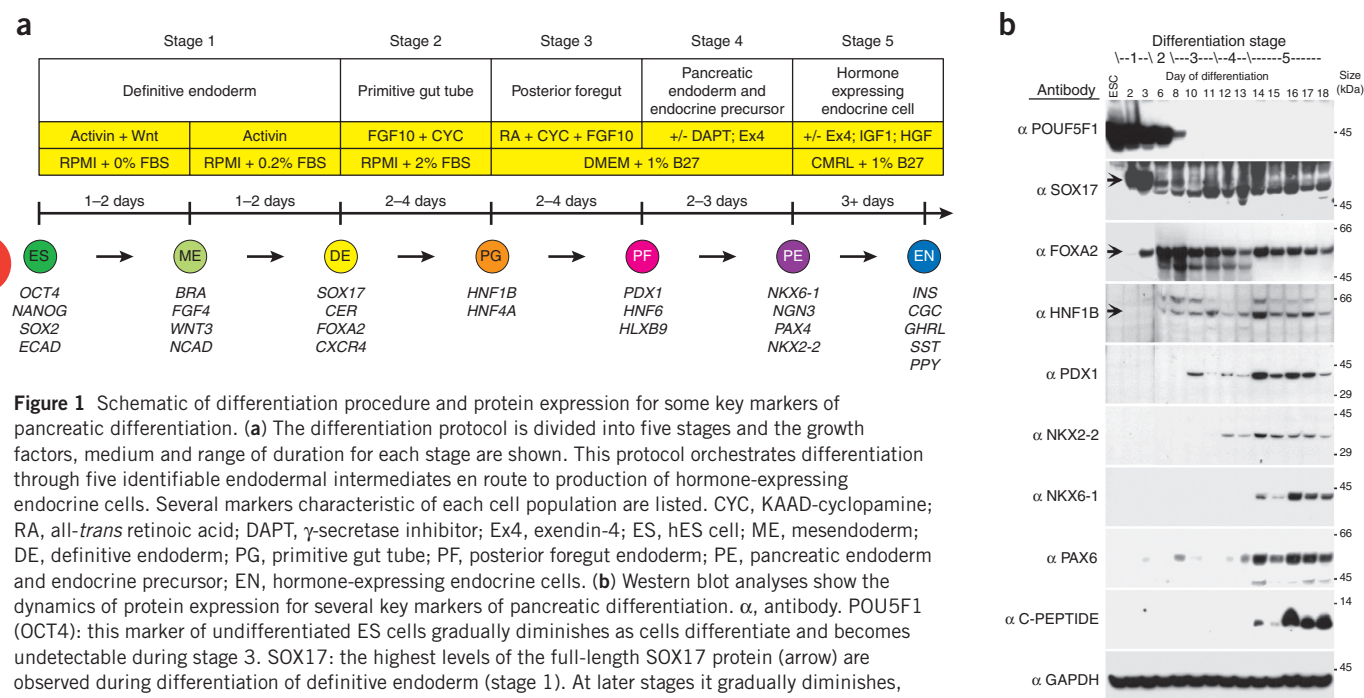 a
Stage 1 Stage 2 Stage 3 Stage 4 Stage 5
Definitive endoderm Primitive gut tube Posterior foregut Pancreatic endoderm and endocrine precursor Hormone expressing endocrine cell
Activin + Wnt Activin FGF10 + CYC RA + CYC + FGF10 +/- DAPT; Ex4 +/- Ex4; IGF1; HGF
RPMI + 0% FBS RPMI + 0.2% FBS RPMI + 2% FBS DMEM + 1% B27 CMRL + 1% B27
1–2 days 1–2 days 2–4 days 2–4 days 2–3 days 3+ days
ES ME DE PG PF PE EN
OCT4 BRA SOX17 HNF1B PDX1 NKX6-1 INS
NANOG FGF4 CER HNF4A HNF6 NGN3 CGC
SOX2 WNT3 FOXA2 HLXB9 PAX4 GHRL
ECAD NCAD CXCR4 NKX2-2 SST
PPY
Figure 1 Schematic of differentiation procedure and protein expression for some key markers of
pancreatic differentiation. (a) The differentiation protocol is divided into five stages and the growth
factors, medium and range of duration for each stage are shown. This protocol orchestrates differentiation
through five identifiable endodermal intermediates en route to production of hormone-expressing
endocrine cells. Several markers characteristic of each cell population are listed. CYC, KAAD-cyclopamine;
RA, all-trans retinoic acid; DAPT, γ-secretase inhibitor; Ex4, exendin-4; ES, hES cell; ME, mesendoderm;
DE, definitive endoderm; PG, primitive gut tube; PF, posterior foregut endoderm; PE, pancreatic endoderm
and endocrine precursor; EN, hormone-expressing endocrine cells. (b) Western blot analyses show the
dynamics of protein expression for several key markers of pancreatic differentiation. α, antibody. POU5F1
(OCT4): this marker of undifferentiated ES cells gradually diminishes as cells differentiate and becomes
undetectable during stage 3. SOX17: the highest levels of the full-length SOX17 protein (arrow) are
observed during differentiation of definitive endoderm (stage 1). At later stages it gradually diminishes,
b
Differentiation stage
\--1--\ 2 \---3---\--4--\------5------
Day of differentiation
Antibody ESC 2 3 6 8 10 11 12 13 14 15 16 17 18 Size (kDa)
α POUF5F1 45
α SOX17 45
α FOXA2 66 45
α HNF1B 66
α PDX1 45 29
α NKX2-2 45 29
α NKX6-1 45
α PAX6 66 45
α C-PEPTIDE 14
α GAPDH 45